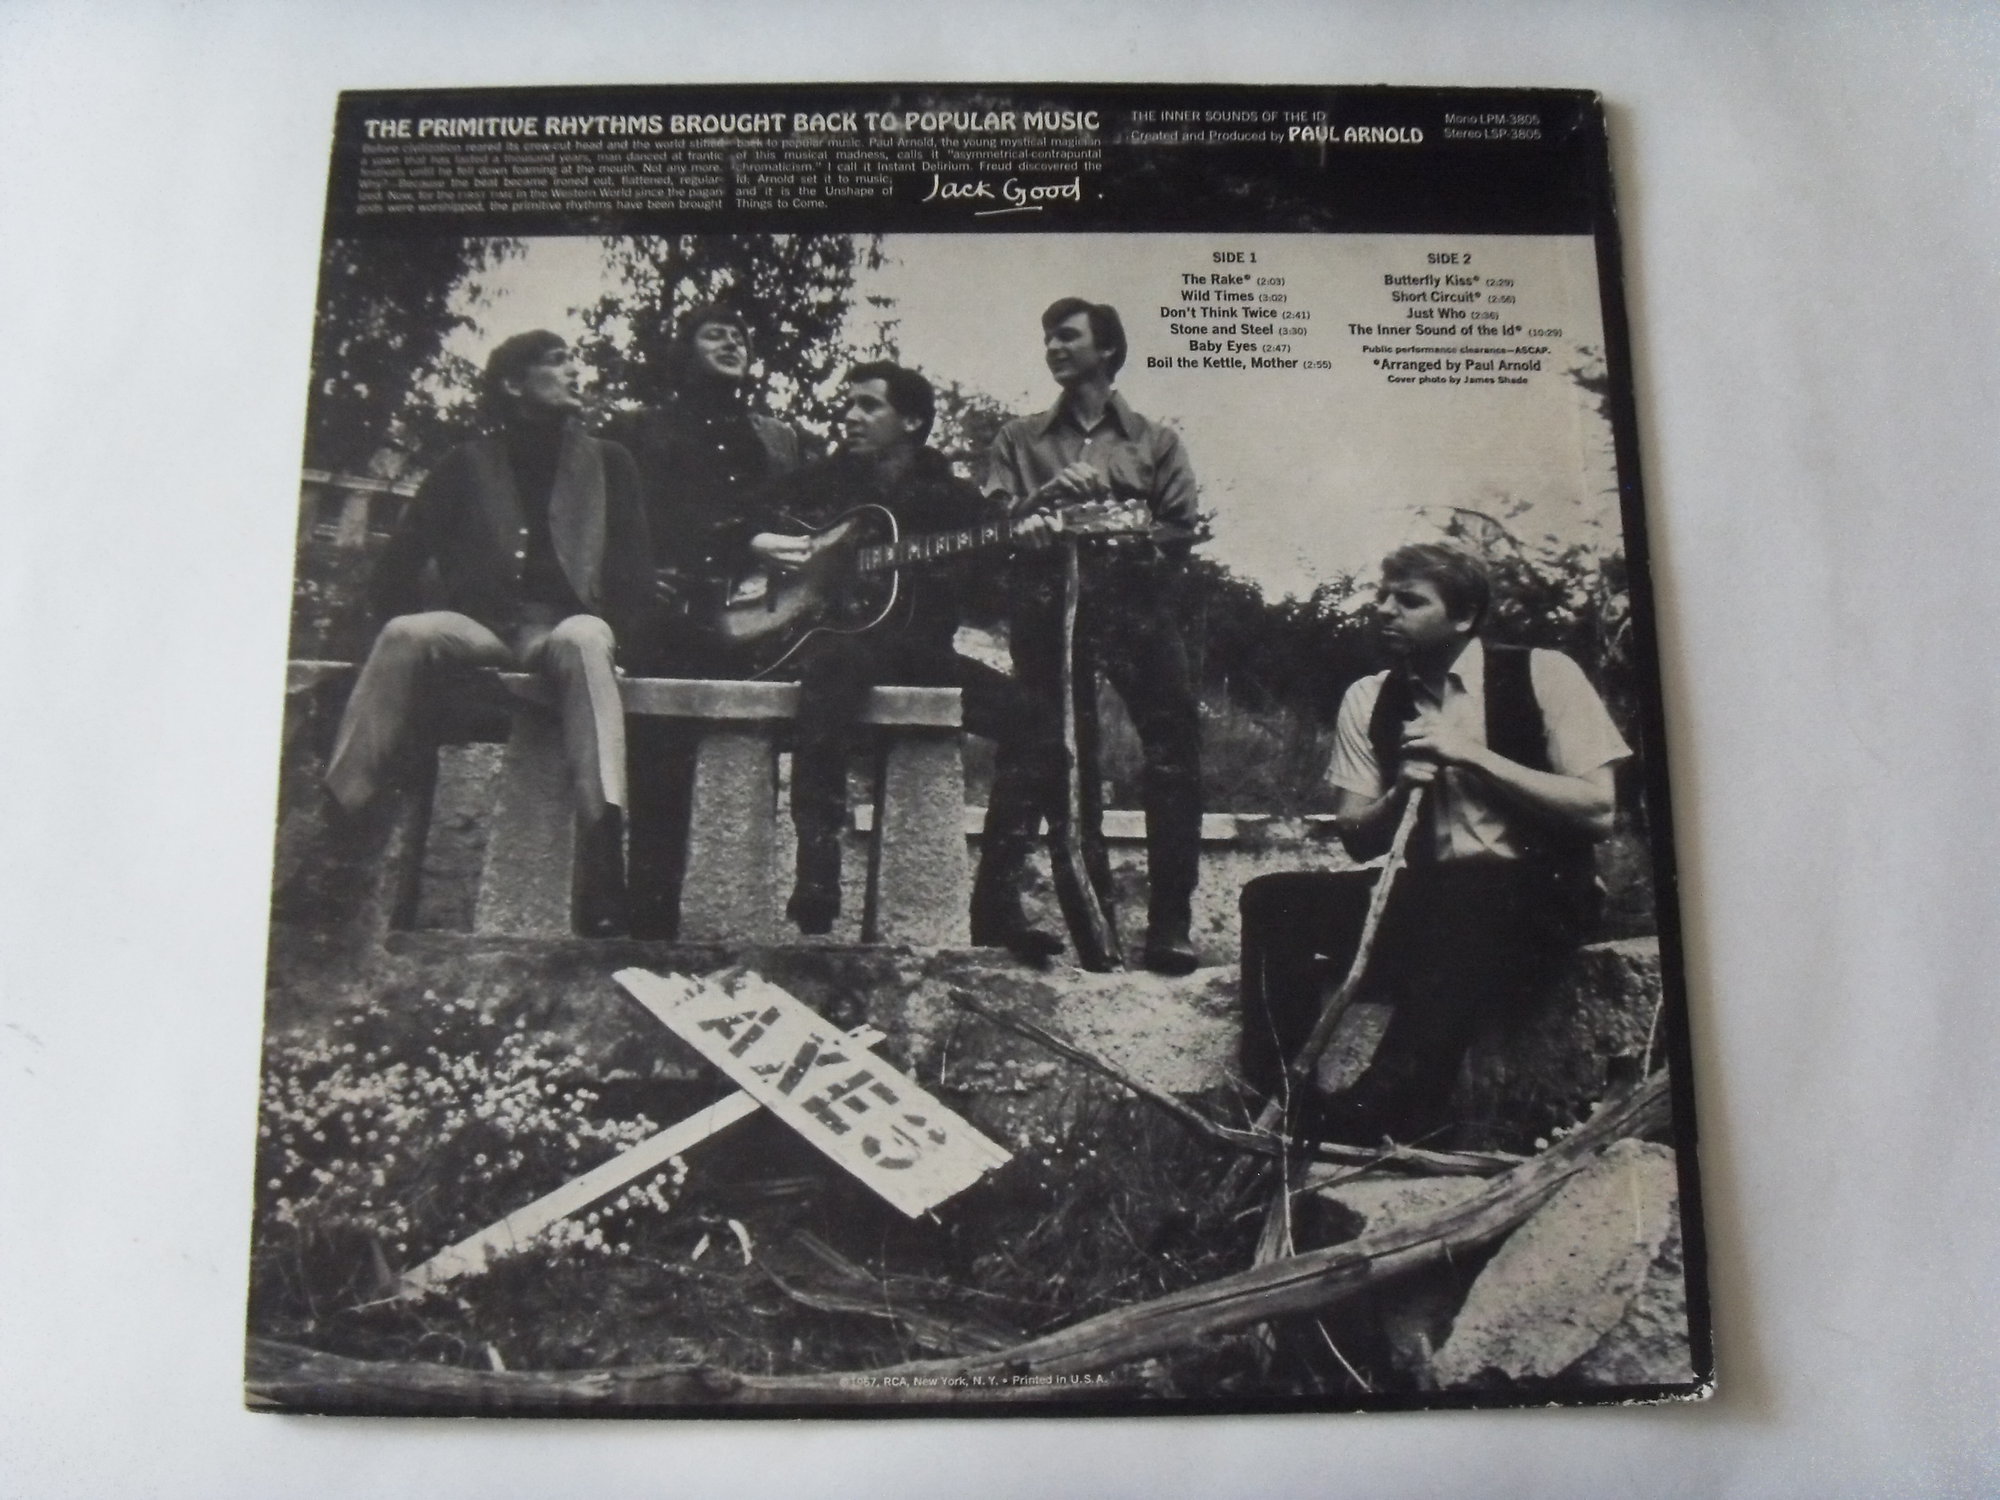 THE PRIMITIVE RHYTHMS BROUGHT BACK TO POPULAR MUSIC
Before civilization reared its crew-cut head and the world stifled
a yawn that has lasted a thousand years, man danced at frantic
festivals until he fell down foaming at the mouth. Not any more.
Why? Because the beat became ironed out, flattened, regular-
ized. Now, for the first time in the Western World since the pagan
gods were worshipped, the primitive rhythms have been brought
back to popular music. Paul Arnold, the young mystical magician
of this musical madness, calls it "asymmetrical-contrapuntal
chromaticism." I call it Instant Delirium. Freud discovered the
Id; Arnold set it to music,
and it is the Unshape of
Things to Come.
Jack Good.
THE INNER SOUNDS OF THE ID
Created and Produced by PAUL ARNOLD
Mono LPM-3805
Stereo LSP-3805
SIDE 1
The Rake* (2:03)
Wild Times (3:02)
Don't Think Twice (2:41)
Stone and Steel (3:30)
Baby Eyes (2:47)
Boil the Kettle, Mother (2:55)
SIDE 2
Butterfly Kiss* (2:29)
Short Circuit* (2:56)
Just Who (2:36)
The Inner Sound of the Id* (10:29)
Public performance clearance—ASCAP.
*Arranged by Paul Arnold
Cover photo by James Shade
AXES
©1967, RCA, New York, N.Y. • Printed in U.S.A.